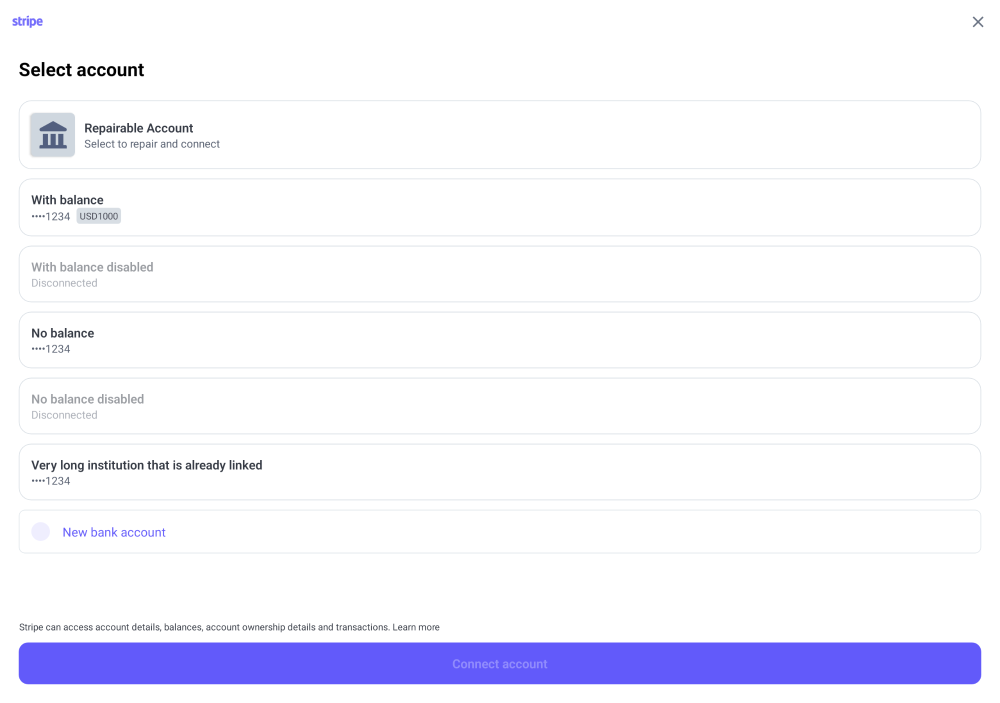 stripe
Select account
Repairable Account
Select to repair and connect
With balance
••••1234 USD1000
With balance disabled
Disconnected
No balance
••••1234
No balance disabled
Disconnected
Very long institution that is already linked
••••1234
New bank account
Stripe can access account details, balances, account ownership details and transactions. Learn more
Connect account